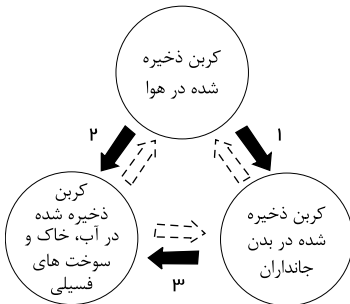 کربن ذخیره
شده در هوا
۲
۱
کربن
ذخیره شده
در آب، خاک و
سوخت های
فسیلی
کربن ذخیره
شده در بدن
جانداران
۳